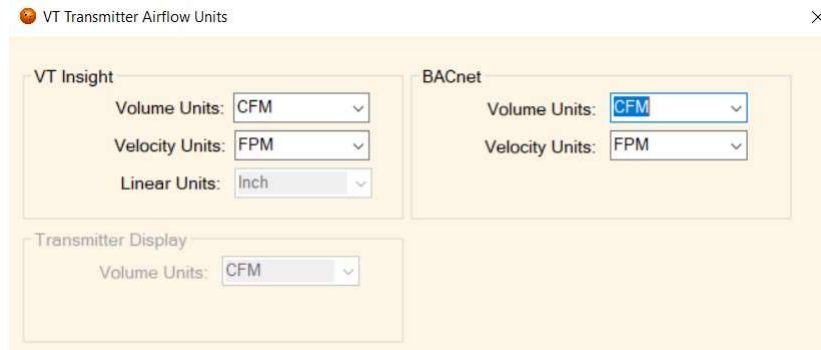 VT Transmitter Airflow Units
VT Insight
Volume Units: CFM
Velocity Units: FPM
Linear Units: Inch
BACnet
Volume Units: CFM
Velocity Units: FPM
Transmitter Display
Volume Units: CFM